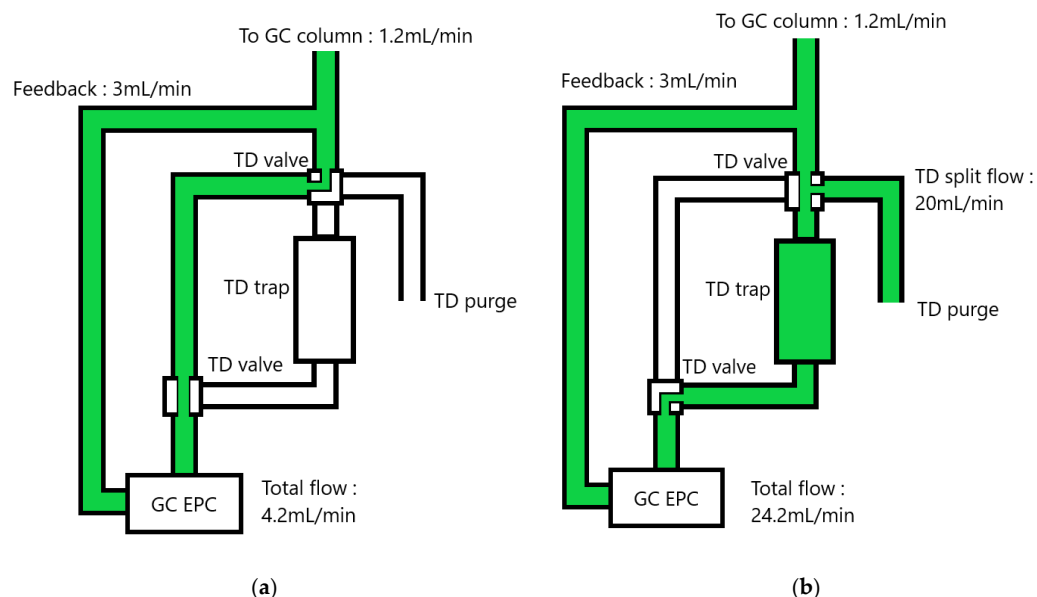 To GC column : 1.2mL/min
Feedback : 3mL/min
TD valve
TD trap
TD purge
TD valve
GC EPC
Total flow :
4.2mL/min
(a)
To GC column : 1.2mL/min
Feedback : 3mL/min
TD valve
TD split flow :
20mL/min
TD trap
TD purge
TD valve
GC EPC
Total flow :
24.2mL/min
(b)